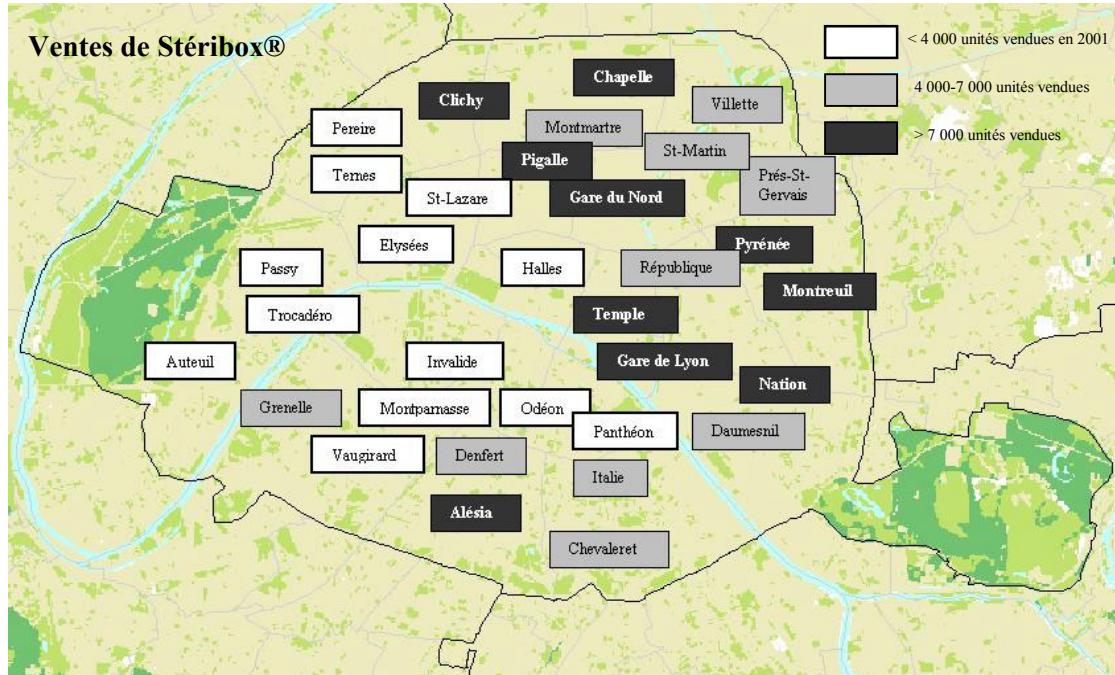 Ventes de Stéribox®
< 4 000 unités vendues en 2001
4 000-7 000 unités vendues
> 7 000 unités vendues
Chapelle
Clichy
Villette
Pereire
Montmartre
St-Martin
Pigalle
Ternes
Prés-St-
Gervais
St-Lazare
Gare du Nord
Elysées
Pyrénée
Passy
Halles
République
Montreuil
Trocadéro
Temple
Auteuil
Invalide
Gare de Lyon
Nation
Grenelle
Montparnasse
Odéon
Panthéon
Daumesnil
Vaugirard
Denfert
Italie
Alésia
Chevaleret